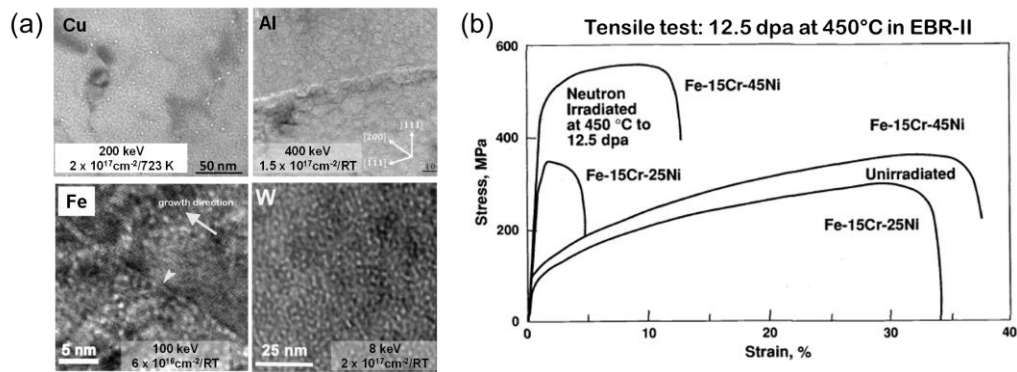 (a)
Cu
200 keV
2 x 10¹⁷cm⁻²/723 K
50 nm
Al
[200]
[111]
[1̅11]
400 keV
1.5 x 10¹⁷cm⁻²/RT
10
Fe
growth direction
5 nm
100 keV
6 x 10¹⁶cm⁻²/RT
W
25 nm
8 keV
2 x 10¹⁷cm⁻²/RT
(b)
Tensile test: 12.5 dpa at 450°C in EBR-II
600
400
200
0
Stress, MPa
Fe-15Cr-45Ni
Neutron
Irradiated
at 450 °C to
12.5 dpa
Fe-15Cr-25Ni
Fe-15Cr-45Ni
Unirradiated
Fe-15Cr-25Ni
0
10
20
30
40
Strain, %